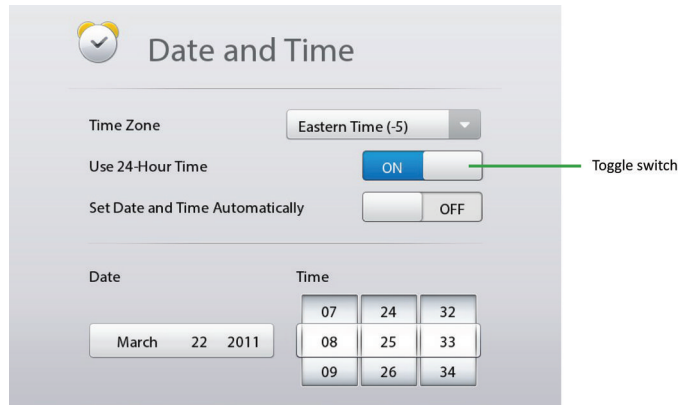 Date and Time
Time Zone Eastern Time (-5)
Use 24-Hour Time ON Toggle switch
Set Date and Time Automatically OFF
Date Time
07 24 32
March 22 2011 08 25 33
09 26 34